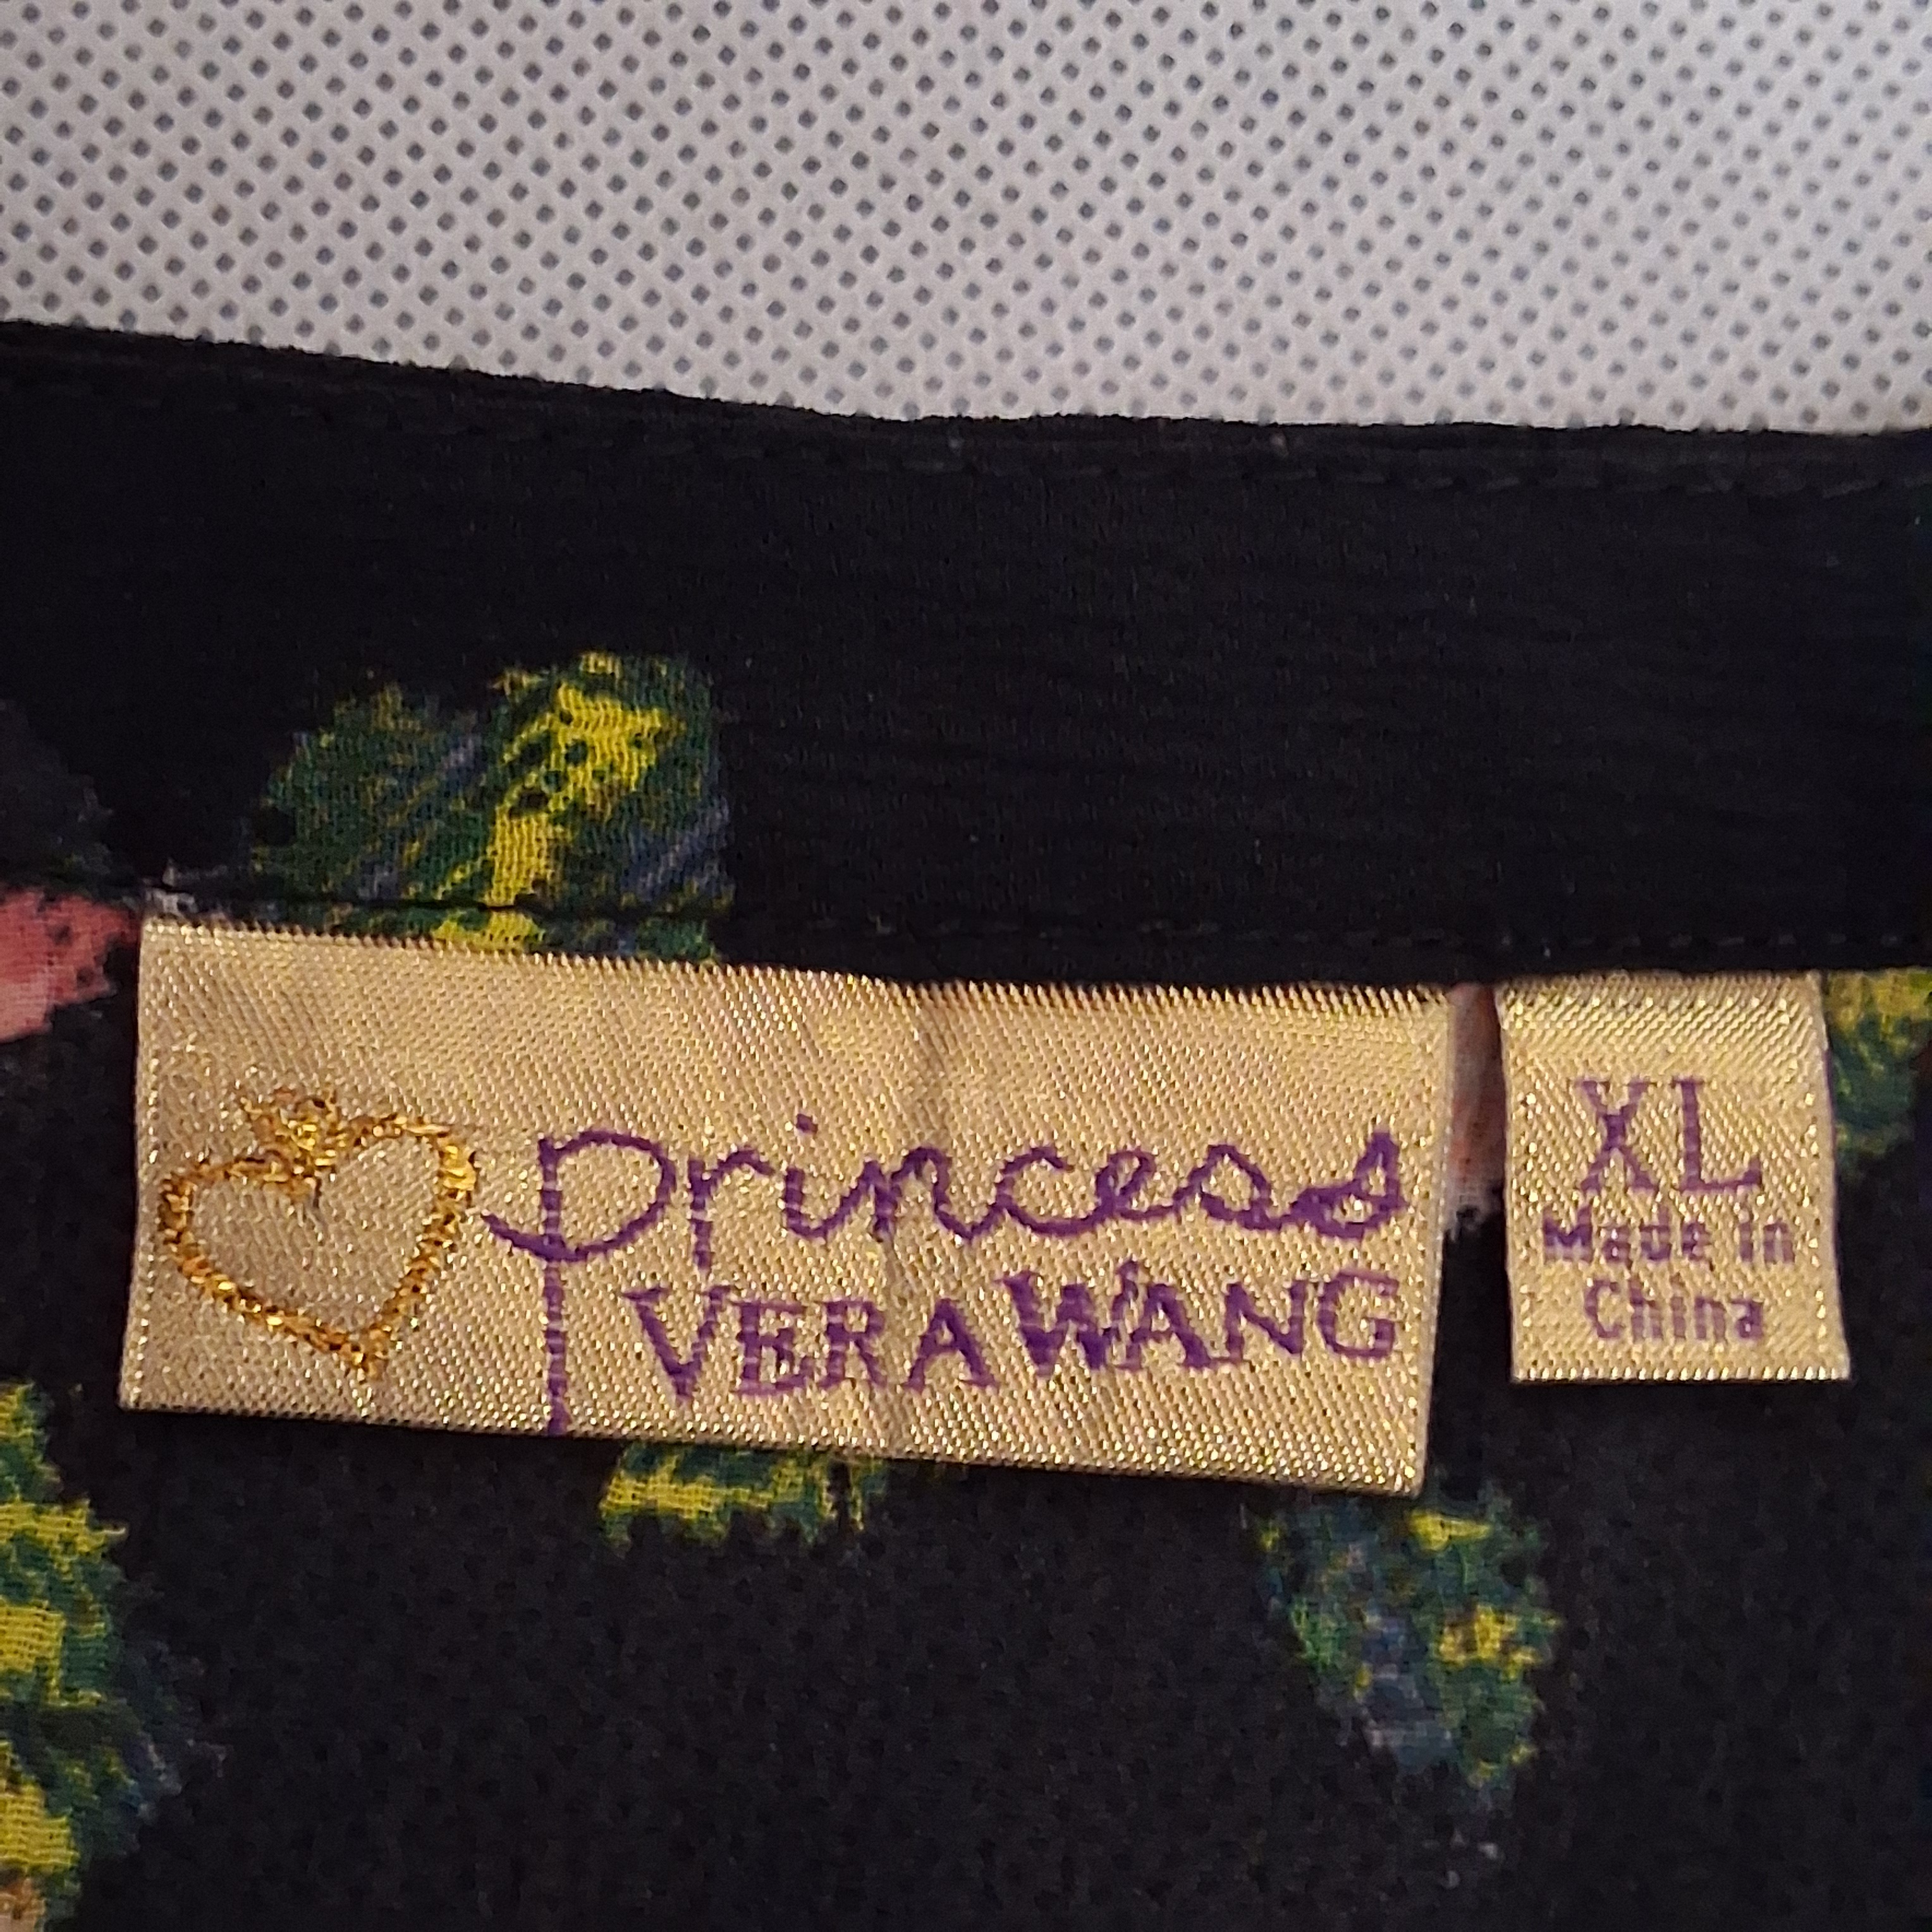 princess
VERA WANG
XL
Made in
China